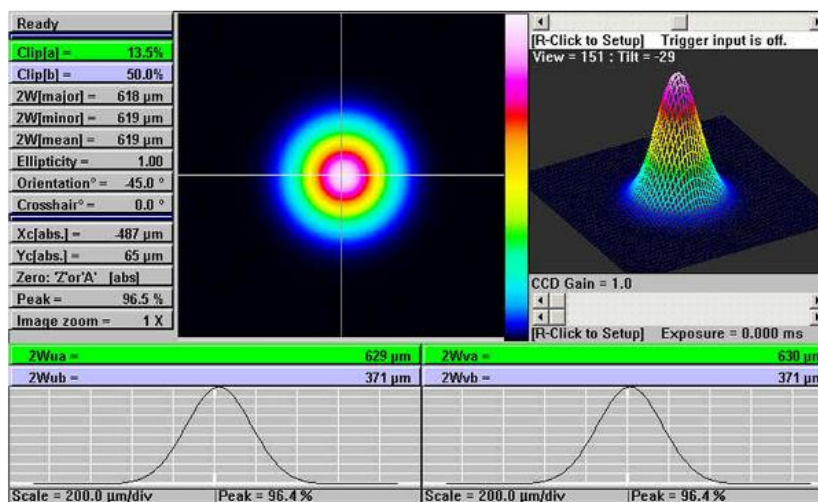 Ready
Clip[a] = 13.5%
Clip[b] = 50.0%
2W[major] = 618 µm
2W[minor] = 619 µm
2W[mean] = 619 µm
Ellipticity = 1.00
Orientation° = -45.0 °
Crosshair° = 0.0 °
Xc[abs.] = -487 µm
Yc[abs.] = 65 µm
Zero: 'Z'or'A' [abs]
Peak = 96.5 %
Image zoom = 1 X
[R-Click to Setup] Trigger input is off.
View = 151 : Tilt = -29
CCD Gain = 1.0
[R-Click to Setup] Exposure = 0.000 ms
2Wua = 629 µm
2Wub = 371 µm
Scale = 200.0 µm/div Peak = 96.4 %
2Wva = 630 µm
2Wvb = 371 µm
Scale = 200.0 µm/div Peak = 96.4 %